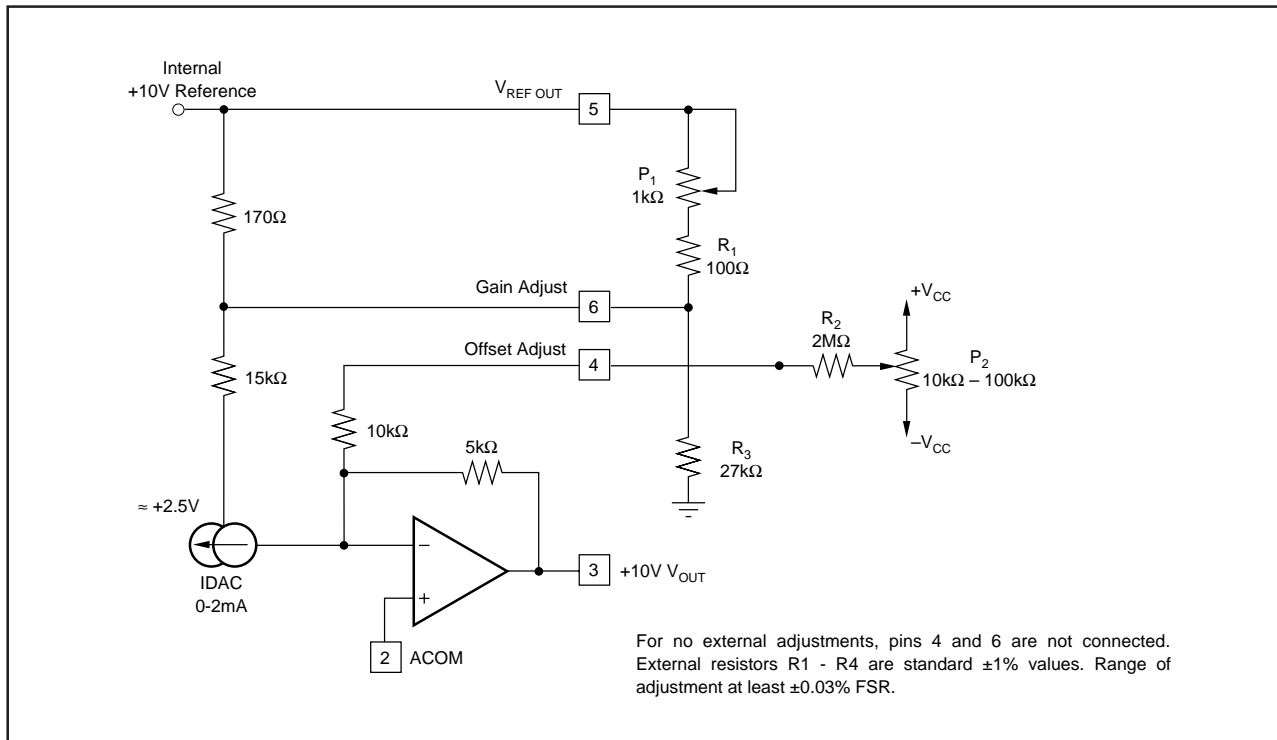 Internal
+10V Reference
V_REF OUT
5
P1
1kΩ
170Ω
R1
100Ω
Gain Adjust
6
+VCC
R2
2MΩ
Offset Adjust
4
P2
10kΩ – 100kΩ
15kΩ
10kΩ
5kΩ
–VCC
R3
27kΩ
≈ +2.5V
–
3
+10V VOUT
IDAC
0-2mA
+
2
ACOM
For no external adjustments, pins 4 and 6 are not connected.
External resistors R1 - R4 are standard ±1% values. Range of
adjustment at least ±0.03% FSR.